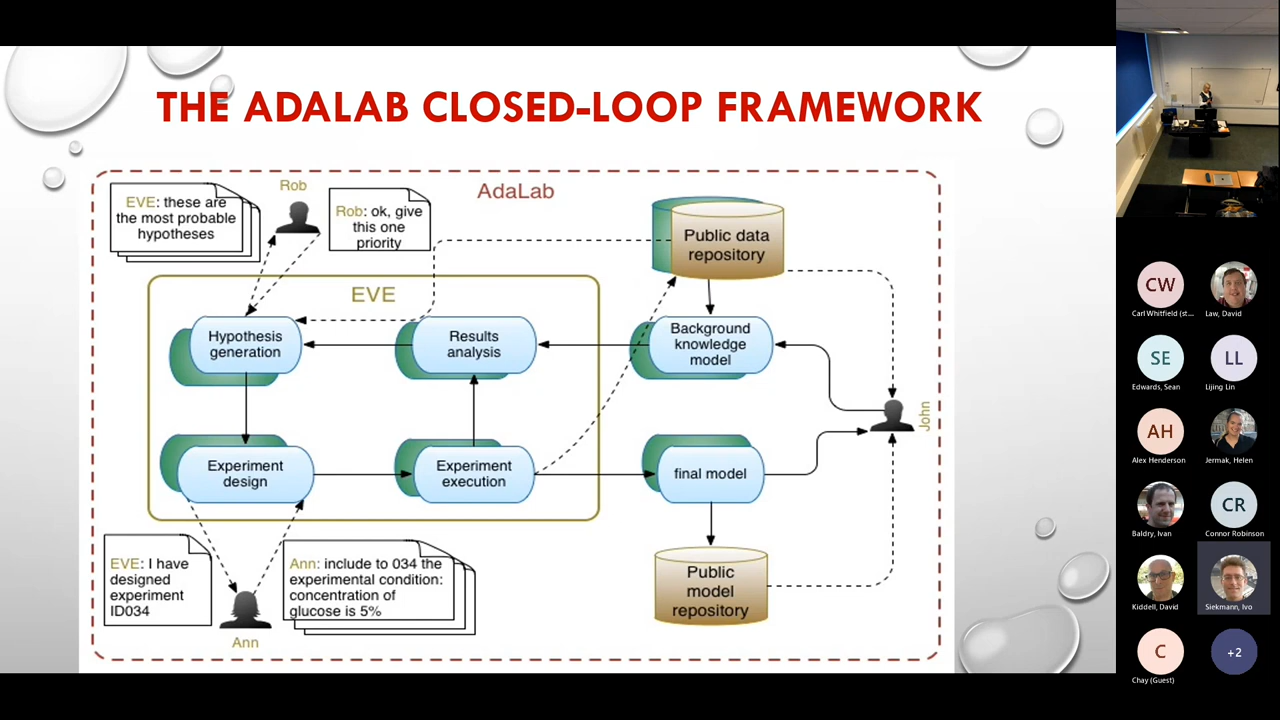 THE ADALAB CLOSED-LOOP FRAMEWORK
AdaLab
EVE: these are
the most probable
hypotheses
Rob
Rob: ok, give
this one
priority
Public data
repository
EVE
Hypothesis
generation
Results
analysis
Background
knowledge
model
John
Experiment
design
Experiment
execution
final model
EVE: I have
designed
experiment
ID034
Ann
Ann: include to 034 the
experimental condition:
concentration of
glucose is 5%
Public
model
repository
CW
Carl Whitfield (st...
Law, David
SE
Edwards, Sean
LL
Lijing Lin
AH
Alex Henderson
Jermak, Helen
Baldry, Ivan
CR
Connor Robinson
Kiddell, David
Siekmann, Ivo
C
Chay (Guest)
+2